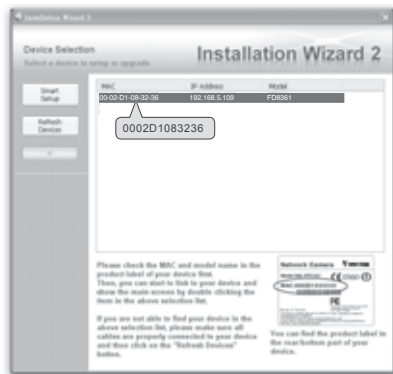 Installation Wizard 2
Device Selection
Select a device to setup or upgrade
Installation Wizard 2
Smart
Setup
Refresh
Devices
MAC IP Address Model
00-02-D1-08-32-36 192.168.5.109 FD8361
0002D1083236
Please check the MAC and model name in the
product label of your device first.
Then, you can start to link to your device and
show the main screen by double clicking the
item in the above selection list.
If you are not able to find your device in the
above selection list, please make sure all
cables are properly connected to your device
and then click on the "Refresh Devices"
button.
Network Camera
You can find the product label in
the rear/bottom part of your
device.